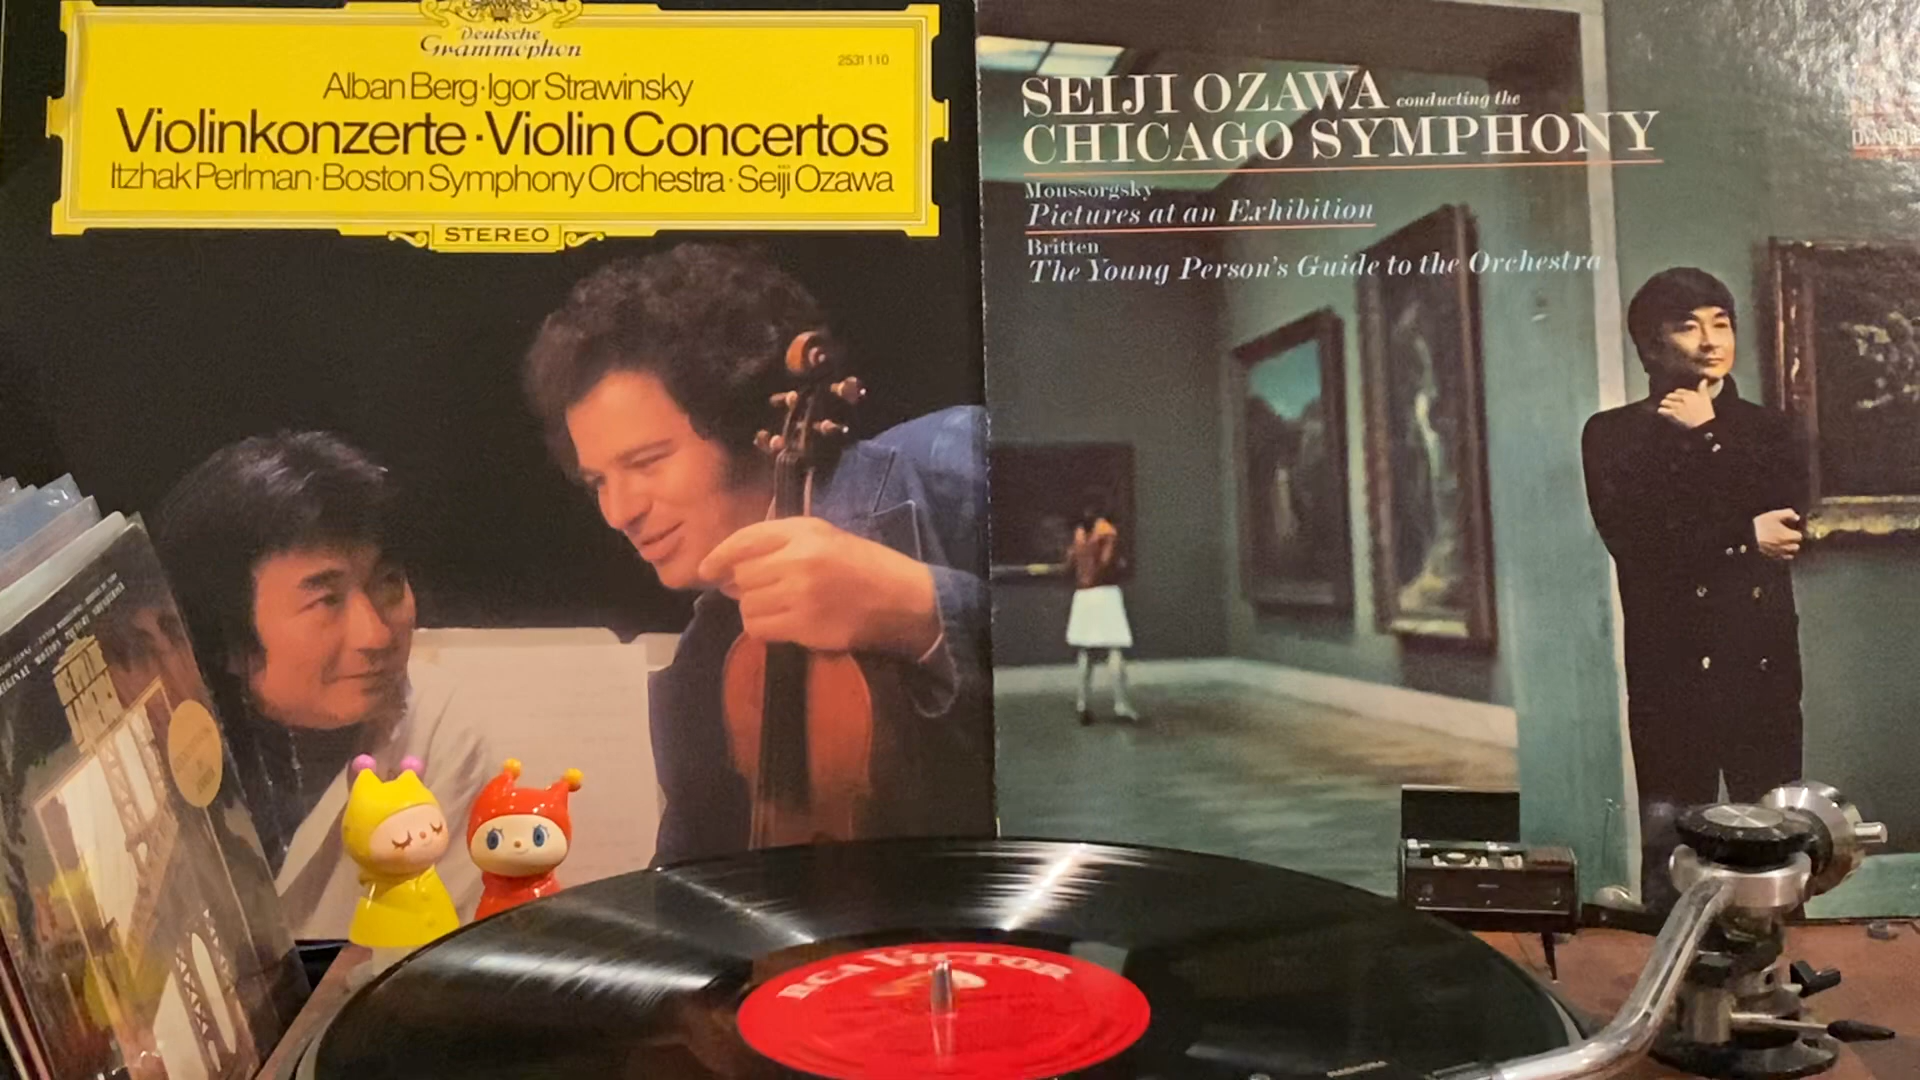 Deutsche
Grammophon
2531 110
Alban Berg·Igor Strawinsky
Violinkonzerte·Violin Concertos
Itzhak Perlman·Boston Symphony Orchestra·Seiji Ozawa
STEREO
SEIJI OZAWA conducting the
CHICAGO SYMPHONY
Moussorgsky
Pictures at an Exhibition
Britten
The Young Person's Guide to the Orchestra
RCA VICTOR